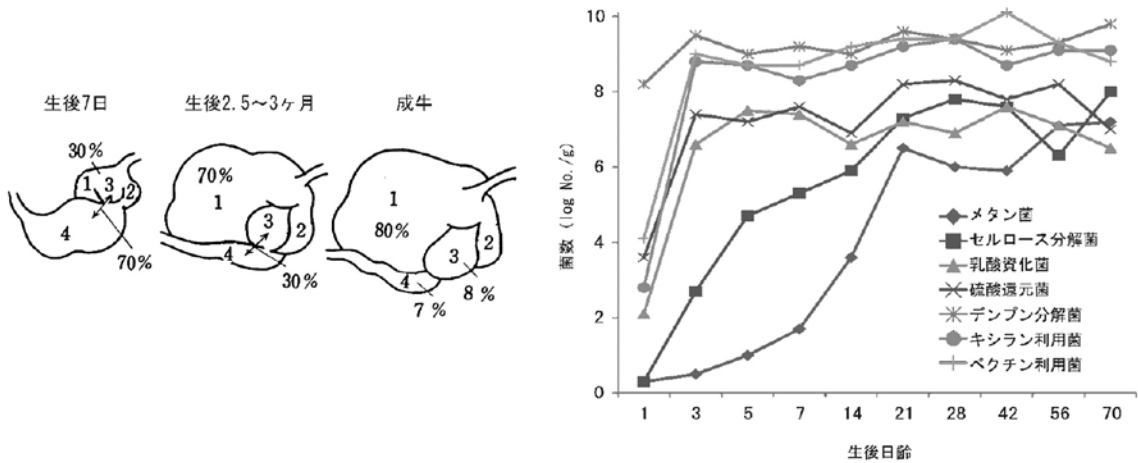 生後7日
30%
1
3
2
4
70%
生後2.5~3ヶ月
70%
1
3
2
4
30%
成牛
1
80%
2
3
4
7%
8%
菌数 (log No./g)
10
8
6
4
2
0
1 3 5 7 14 21 28 42 56 70
生後日齢
メタン菌
セルロース分解菌
乳酸資化菌
硫酸還元菌
デンプン分解菌
キシラン利用菌
ペクチン利用菌